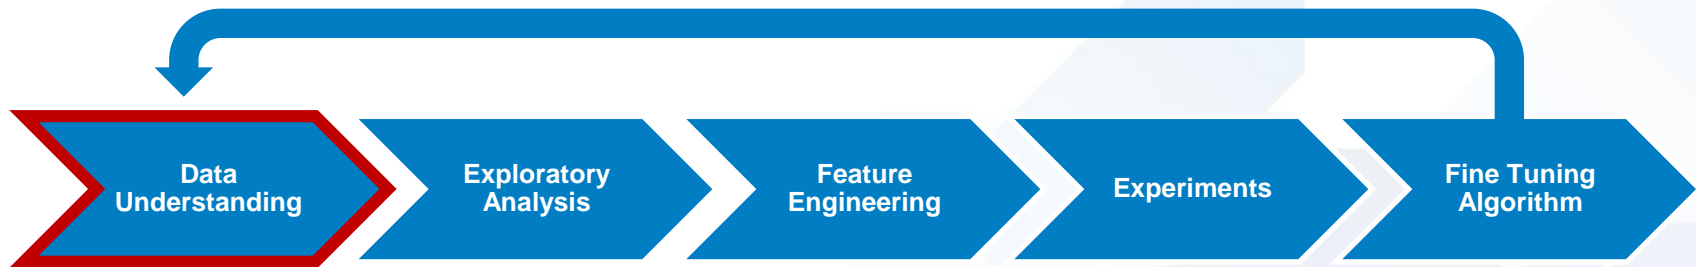 Data
Understanding
Exploratory
Analysis
Feature
Engineering
Experiments
Fine Tuning
Algorithm